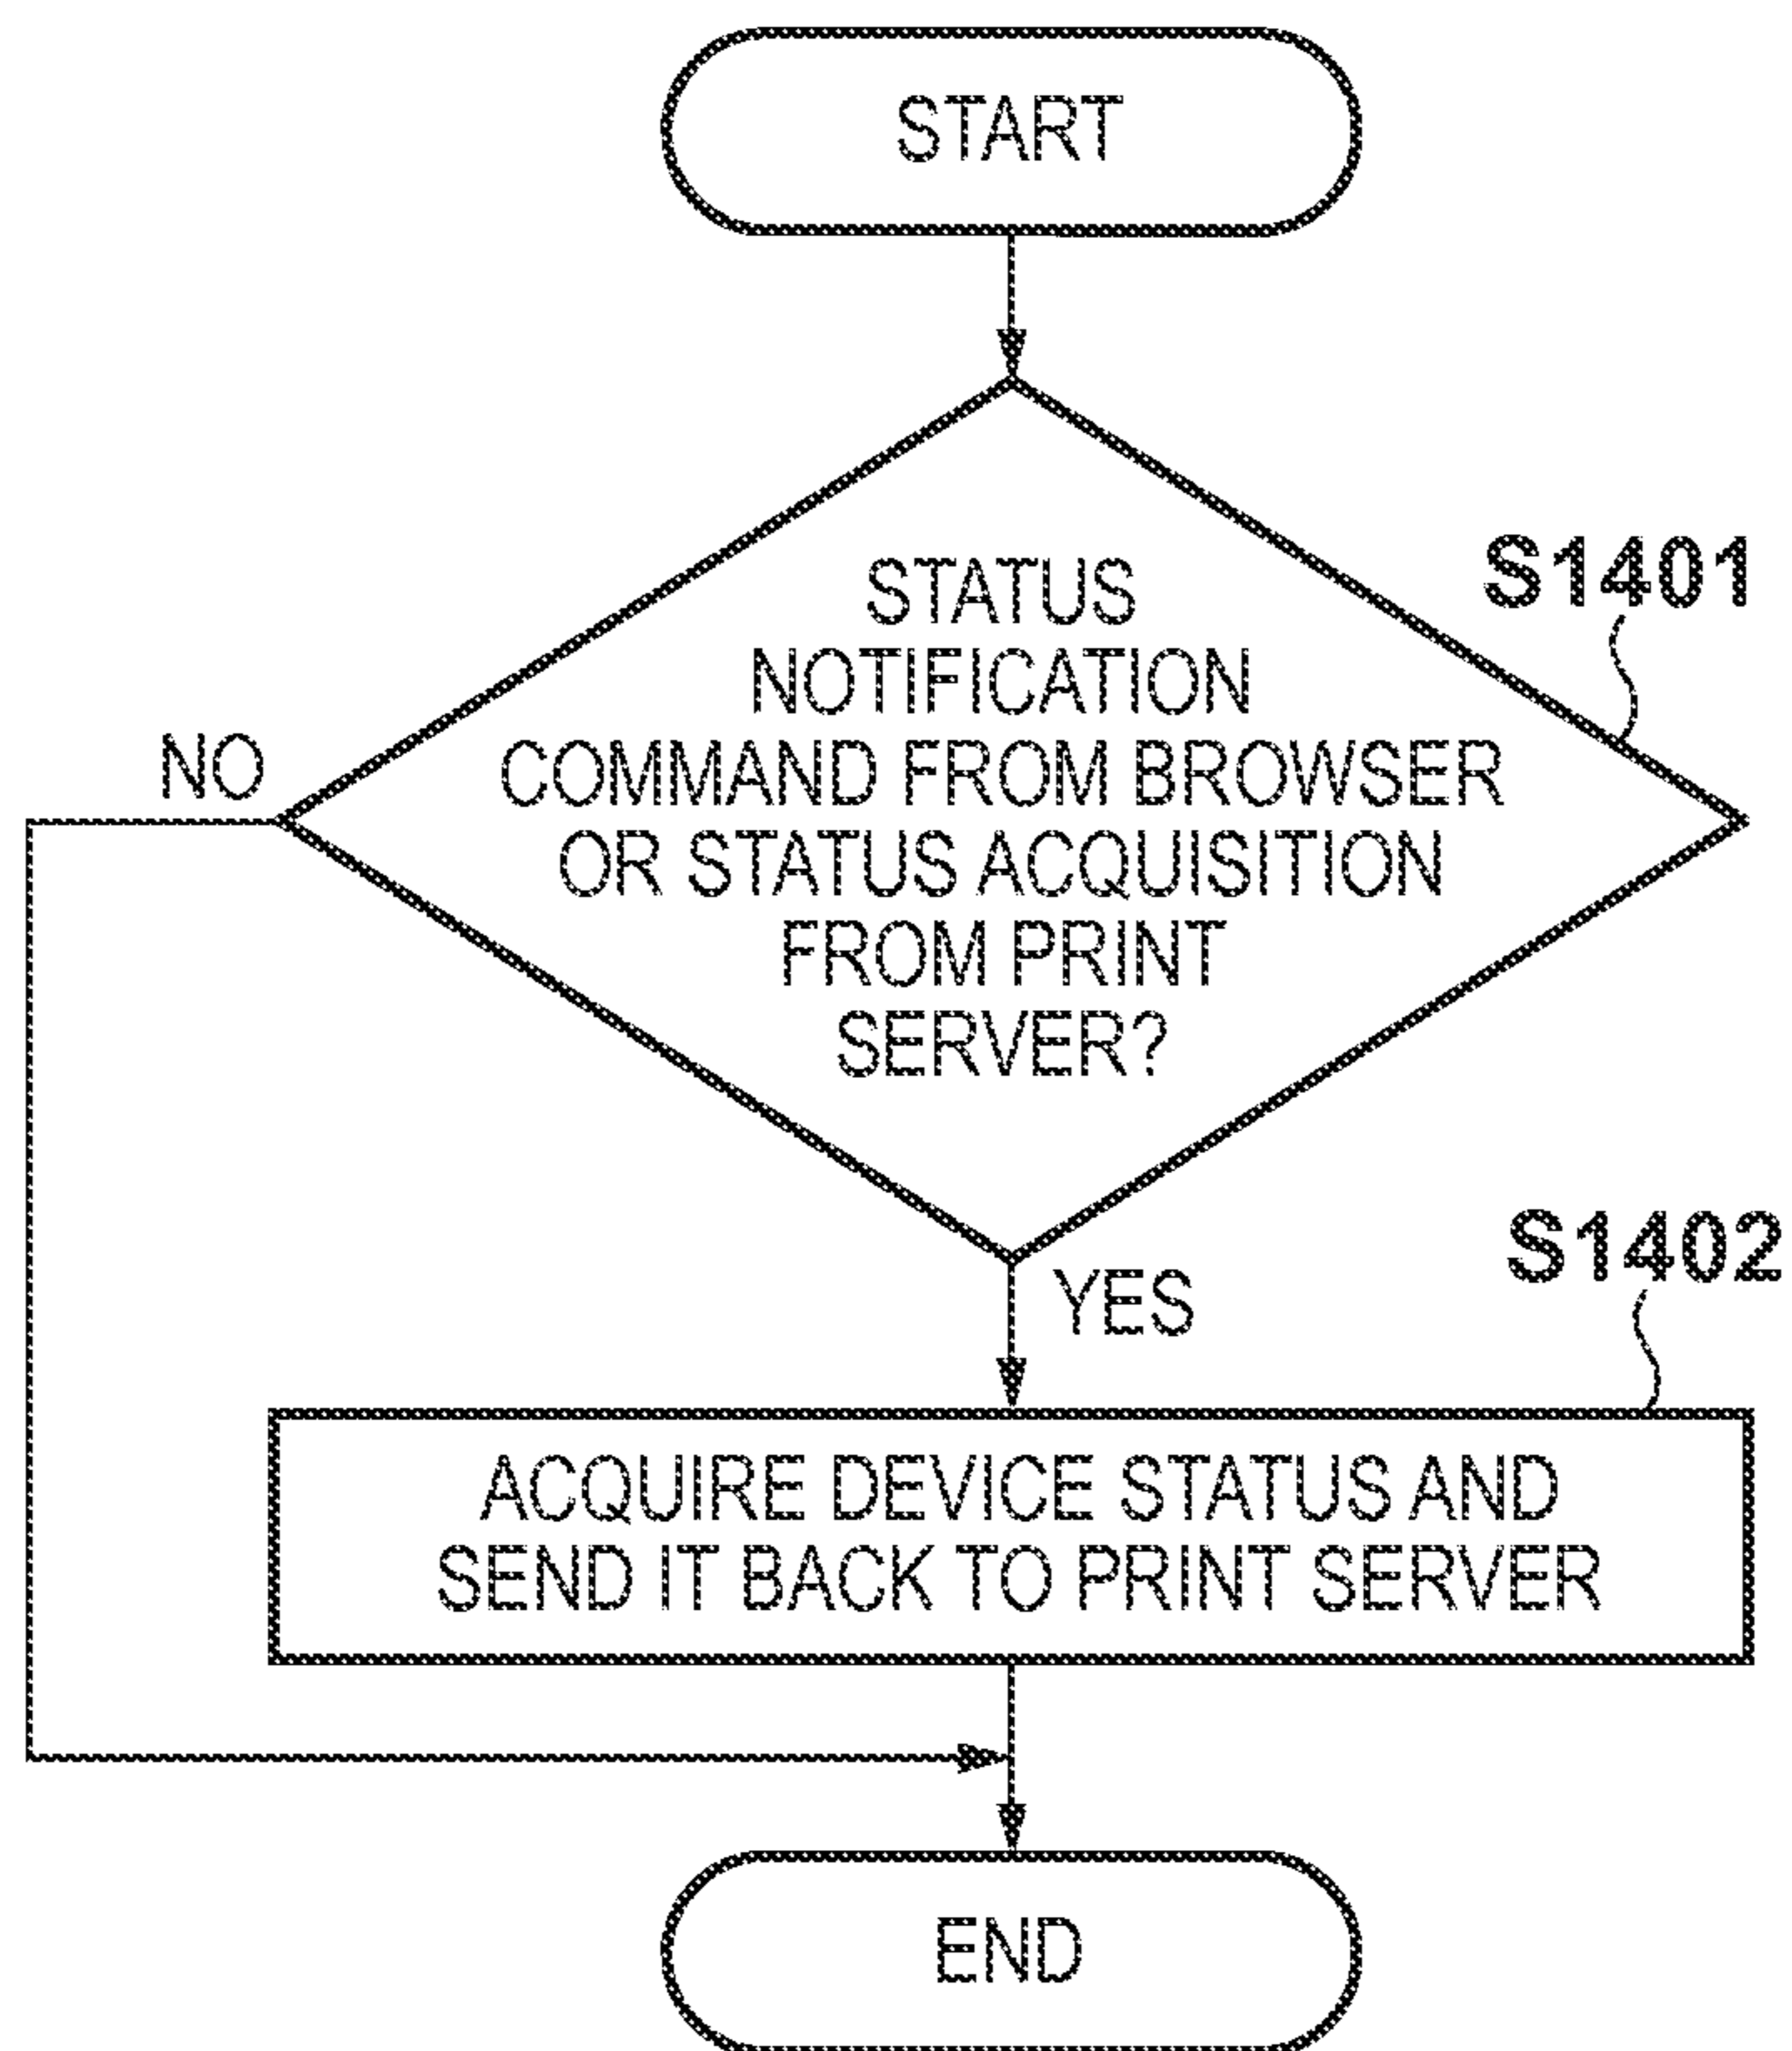 START
S1401
STATUS
NOTIFICATION
COMMAND FROM BROWSER
OR STATUS ACQUISITION
FROM PRINT
SERVER?
NO
YES
S1402
ACQUIRE DEVICE STATUS AND
SEND IT BACK TO PRINT SERVER
END